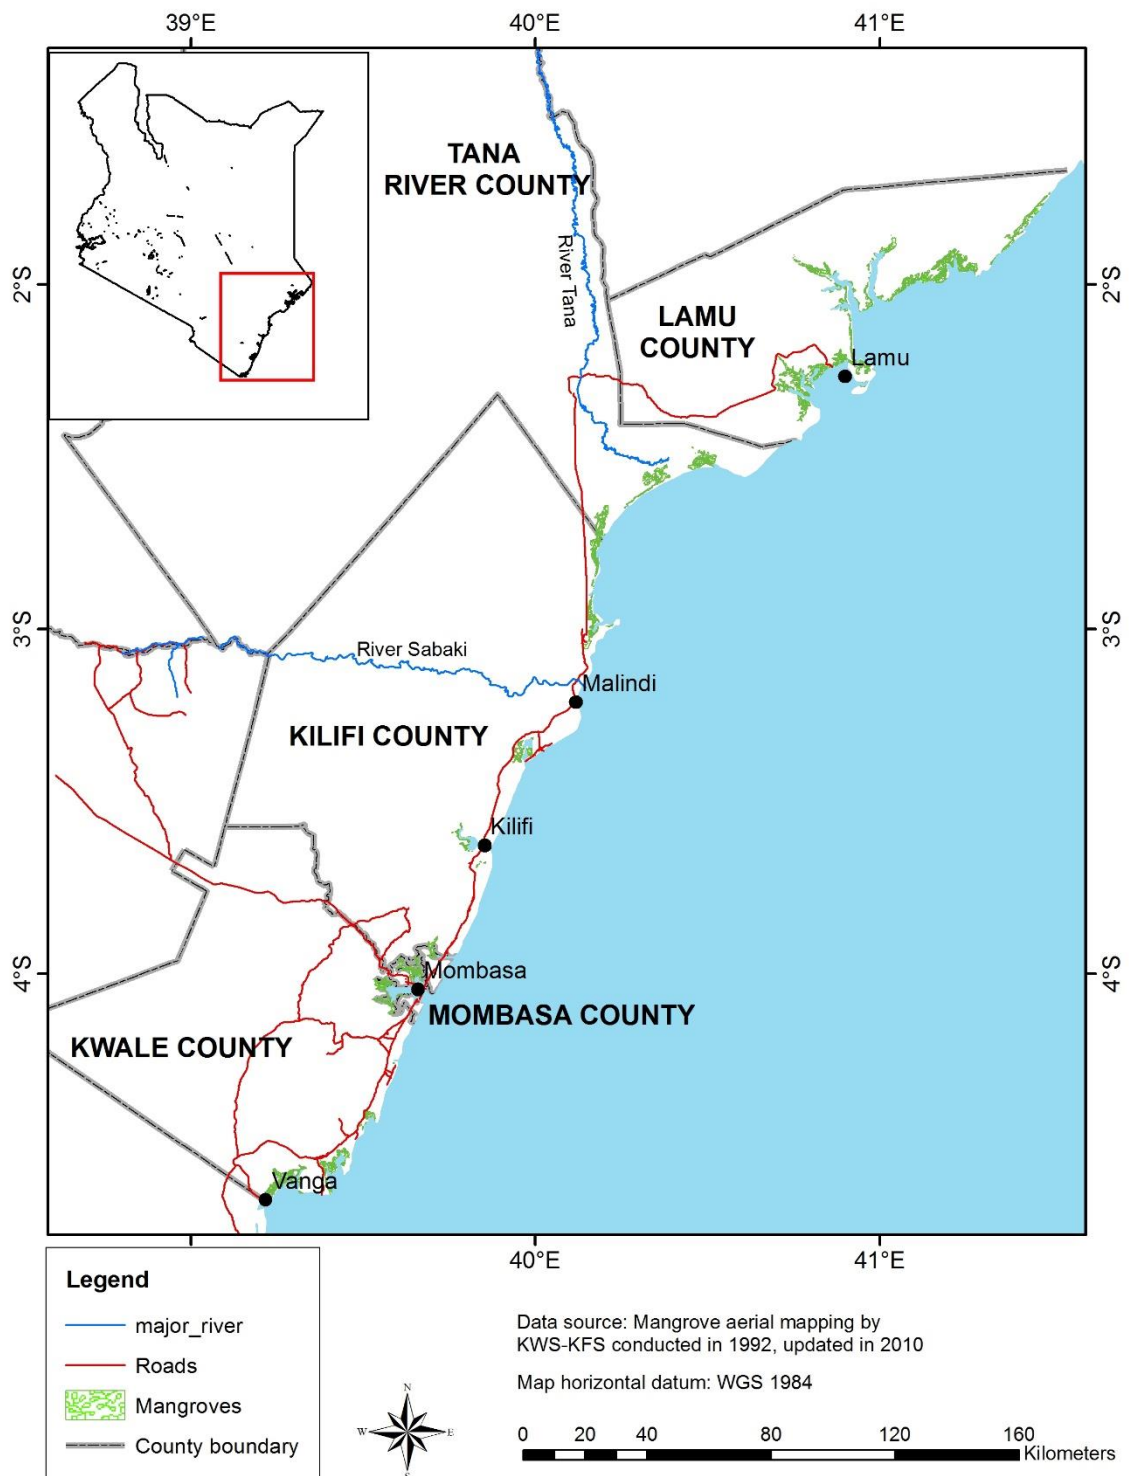 39°E 40°E 41°E
TANA
RIVER COUNTY
River Tana
2°S 2°S
LAMU
COUNTY
Lamu
3°S 3°S
River Sabaki
Malindi
KILIFI COUNTY
Kilifi
4°S 4°S
Mombasa
MOMBASA COUNTY
KWALE COUNTY
Vanga
39°E 40°E 41°E
Legend
major_river
Roads
Mangroves
County boundary
N
W E
S
Data source: Mangrove aerial mapping by
KWS-KFS conducted in 1992, updated in 2010
Map horizontal datum: WGS 1984
0 20 40 80 120 160
Kilometers